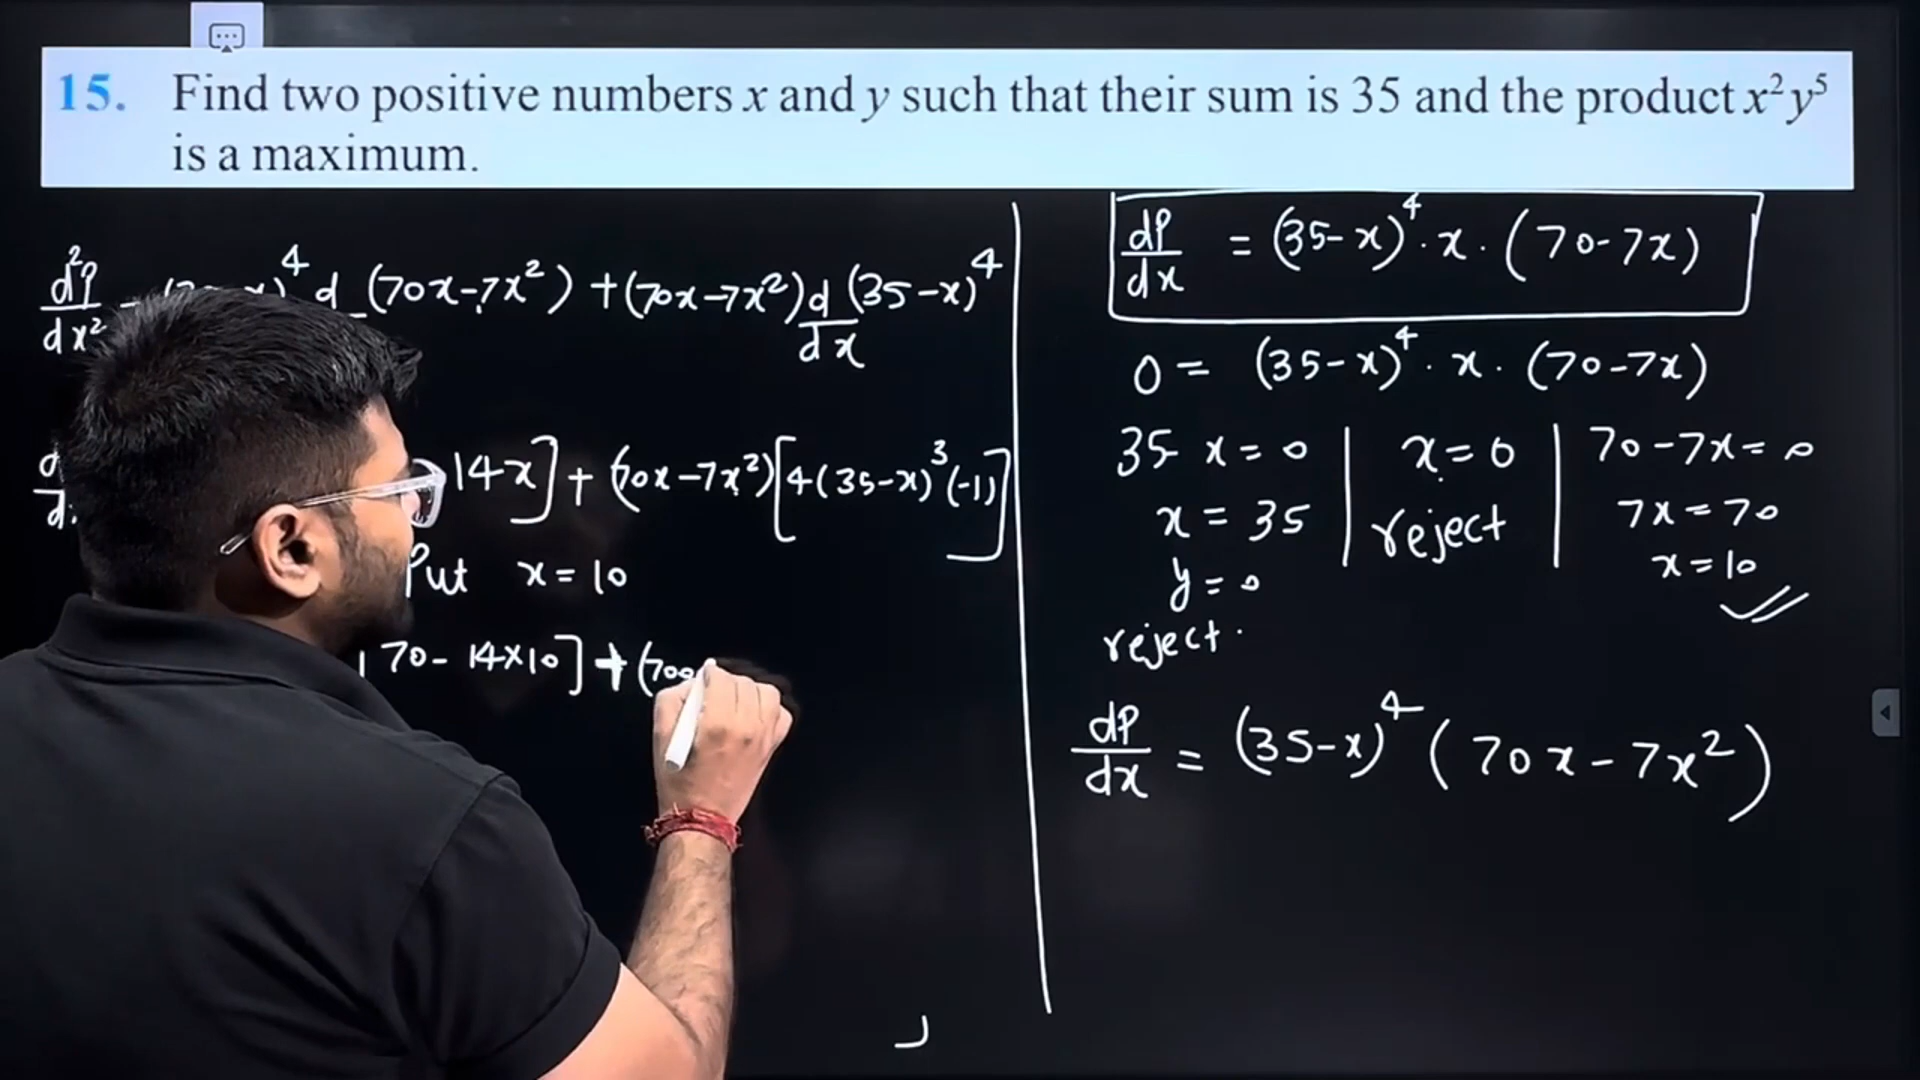 15. Find two positive numbers x and y such that their sum is 35 and the product x²y⁵
is a maximum.
d²P/dx² = ⁴ d (70x-7x²) + (70x-7x²) d/dx (35-x)⁴
14x] + (70x-7x²)[4(35-x)³(-1)]
Put x = 10
70 - 14×10] + (700
dP/dx = (35-x)⁴ . x . (70-7x)
0 = (35-x)⁴ . x . (70-7x)
35 x = 0 | x = 0 | 70-7x = 0
x = 35 | reject | 7x = 70
y = 0 x = 10
reject.
dP/dx = (35-x)⁴ (70x - 7x²)